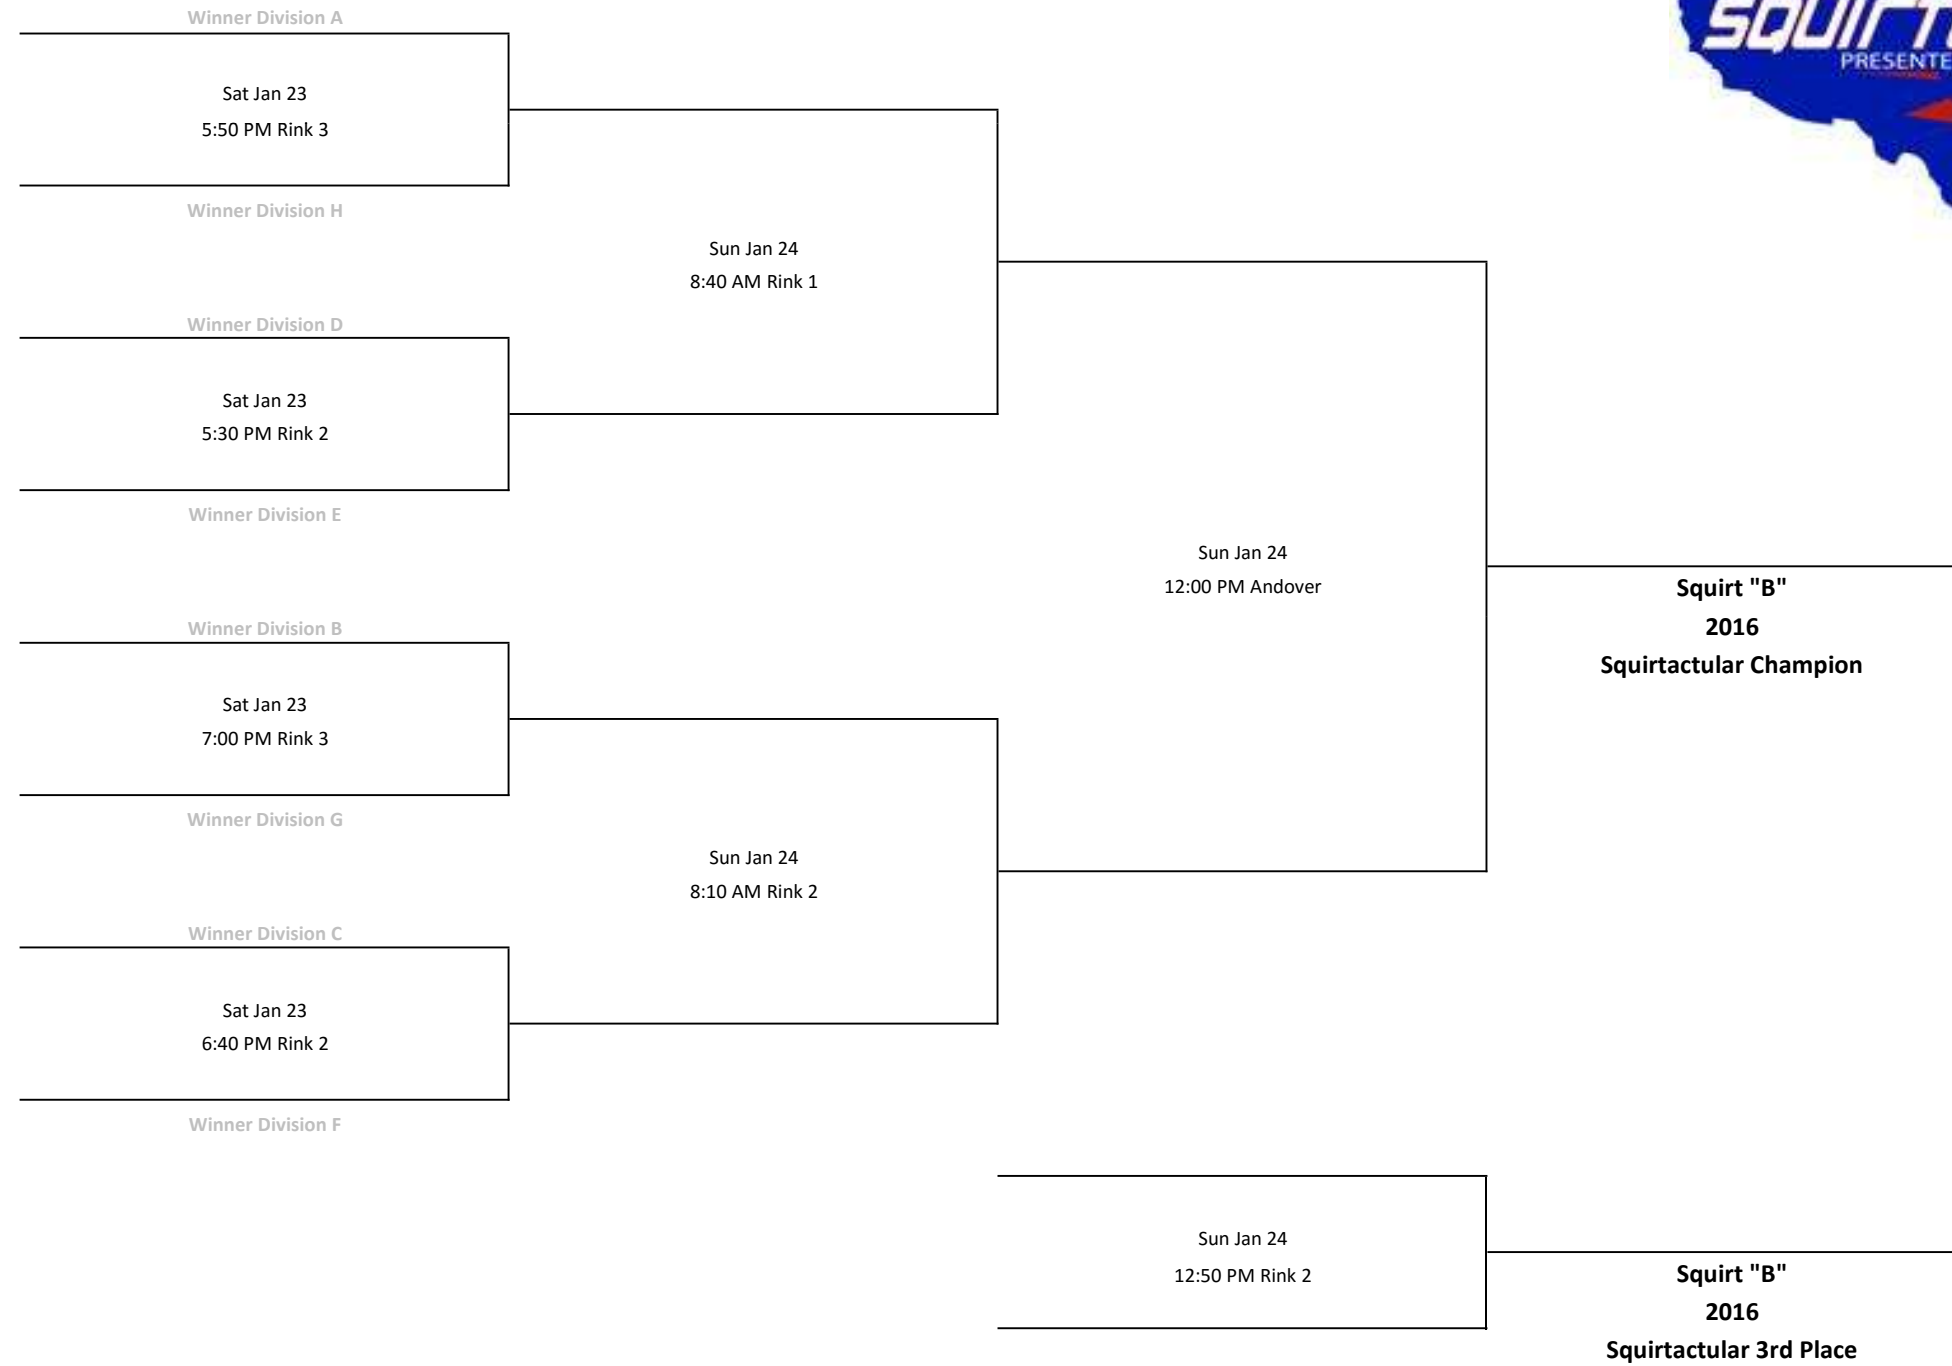 Winner Division A
Sat Jan 23
5:50 PM Rink 3
Winner Division H
Sun Jan 24
8:40 AM Rink 1
Winner Division D
Sat Jan 23
5:30 PM Rink 2
Winner Division E
Sun Jan 24
12:00 PM Andover
Squirt "B"
2016
Squirtactular Champion
Winner Division B
Sat Jan 23
7:00 PM Rink 3
Winner Division G
Sun Jan 24
8:10 AM Rink 2
Winner Division C
Sat Jan 23
6:40 PM Rink 2
Winner Division F
Sun Jan 24
12:50 PM Rink 2
Squirt "B"
2016
Squirtactular 3rd Place